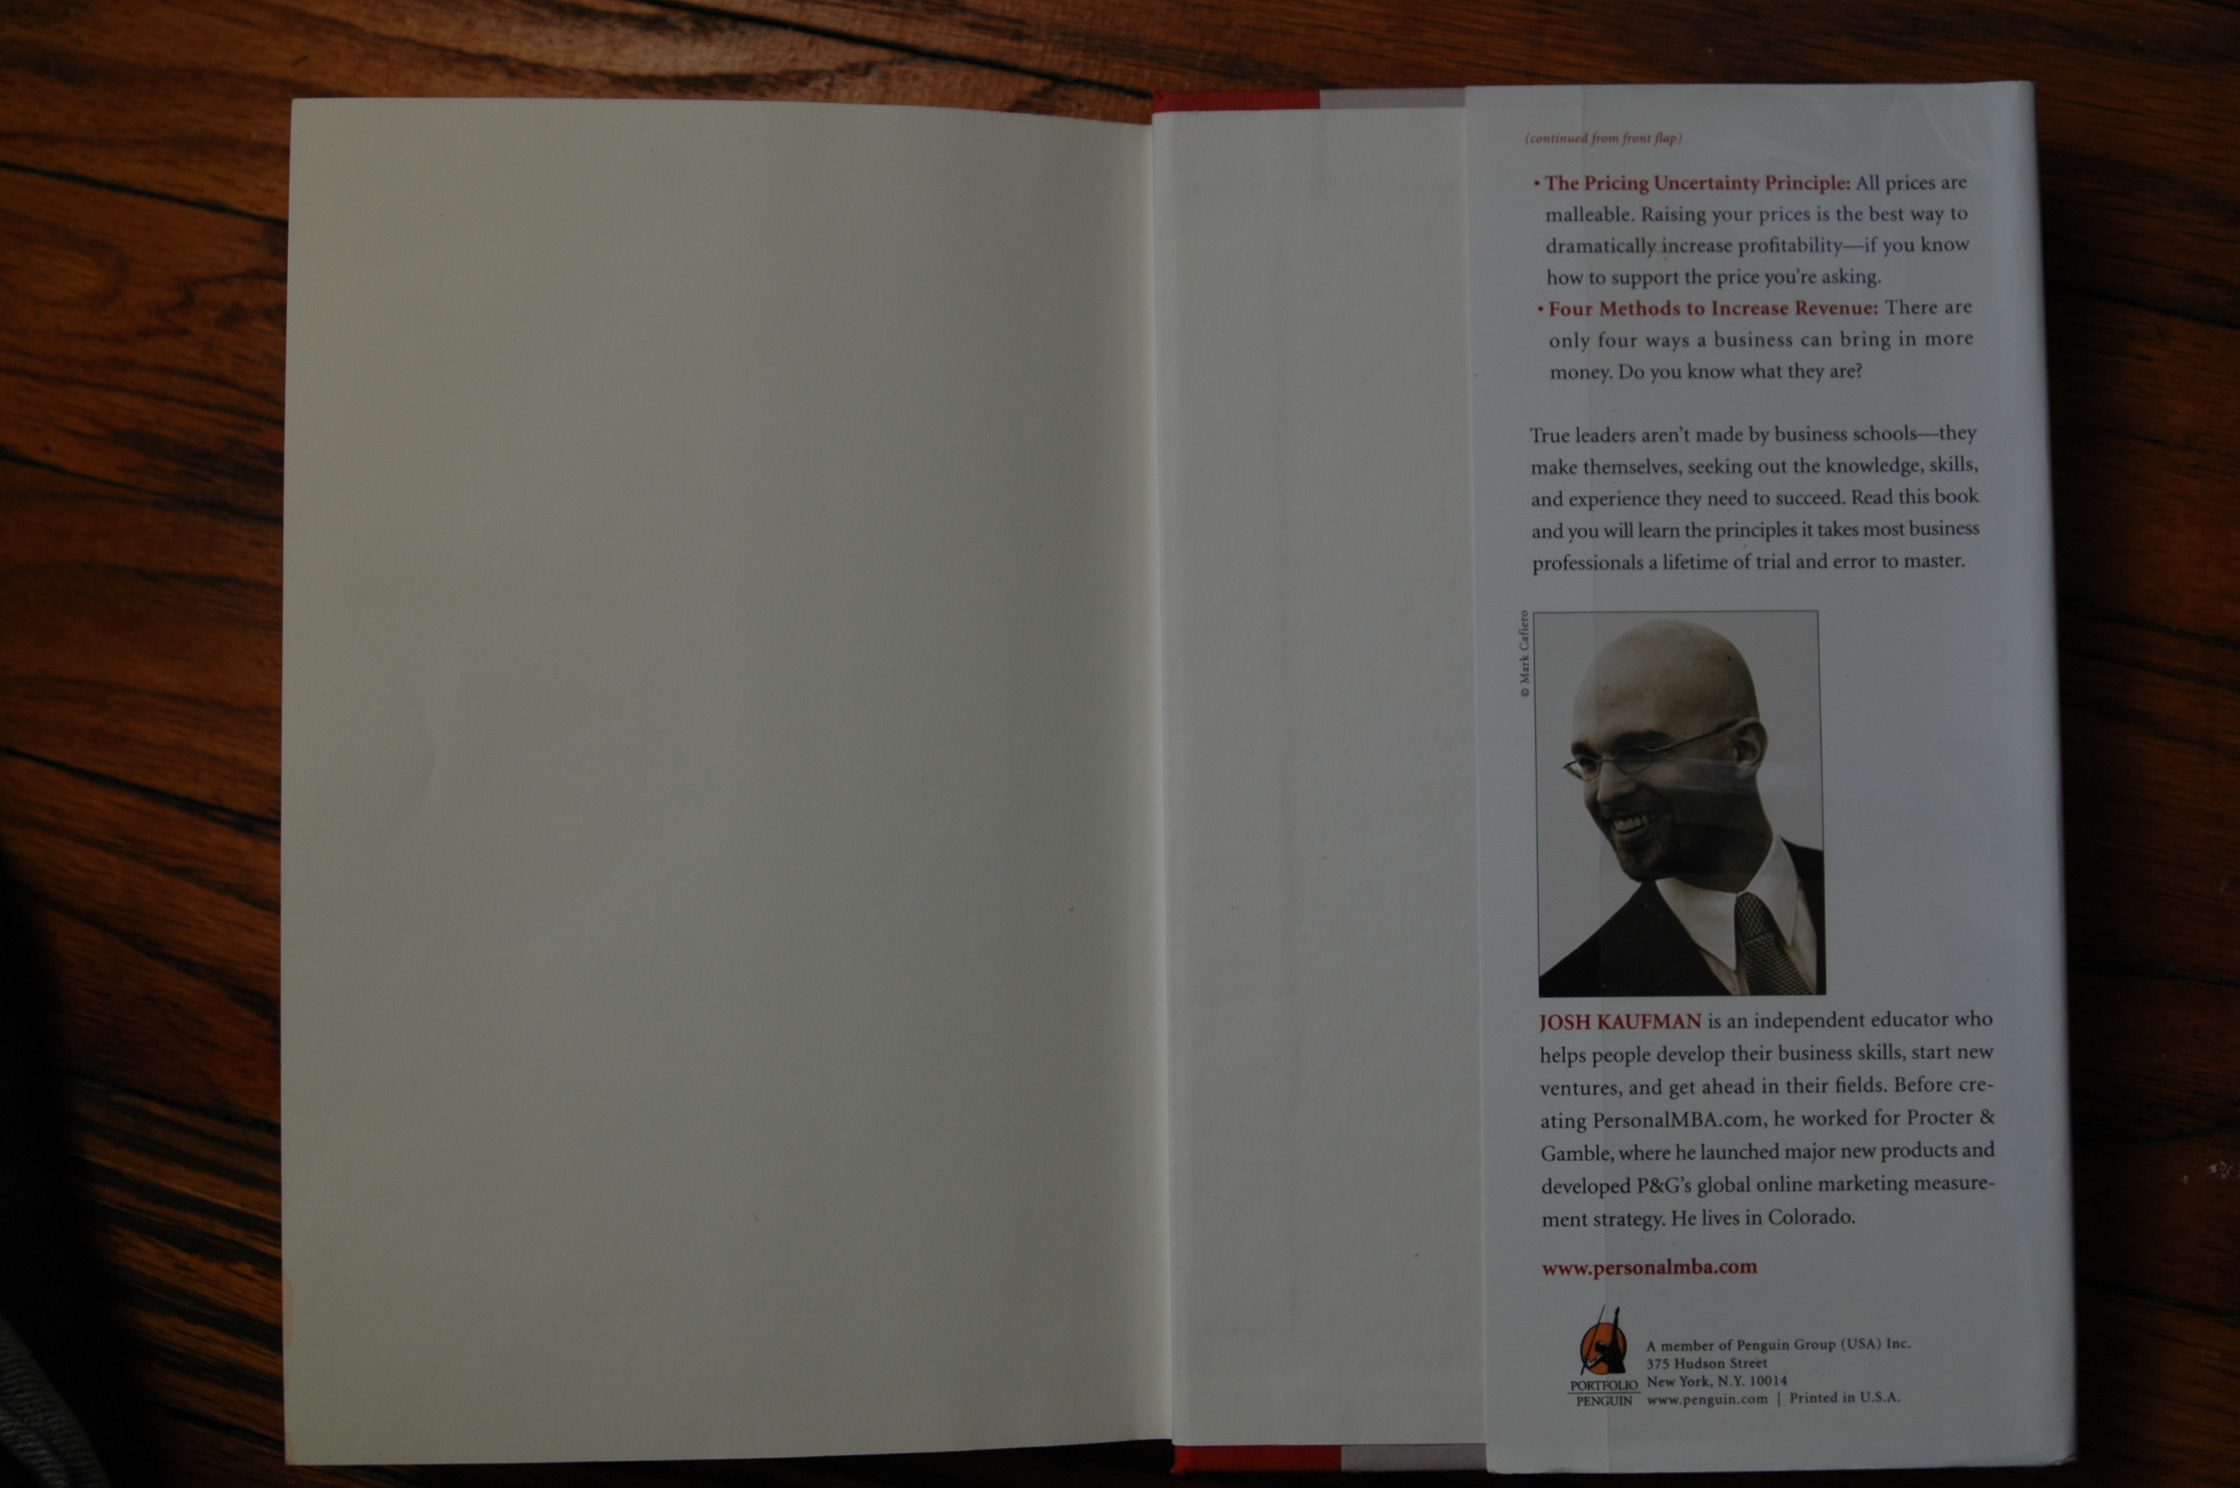 (continued from front flap)
• The Pricing Uncertainty Principle: All prices are
malleable. Raising your prices is the best way to
dramatically increase profitability—if you know
how to support the price you're asking.
• Four Methods to Increase Revenue: There are
only four ways a business can bring in more
money. Do you know what they are?
True leaders aren't made by business schools—they
make themselves, seeking out the knowledge, skills,
and experience they need to succeed. Read this book
and you will learn the principles it takes most business
professionals a lifetime of trial and error to master.
© Mark Cafiero
JOSH KAUFMAN is an independent educator who
helps people develop their business skills, start new
ventures, and get ahead in their fields. Before cre-
ating PersonalMBA.com, he worked for Procter &
Gamble, where he launched major new products and
developed P&G's global online marketing measure-
ment strategy. He lives in Colorado.
www.personalmba.com
PORTFOLIO
PENGUIN
A member of Penguin Group (USA) Inc.
375 Hudson Street
New York, N.Y. 10014
www.penguin.com | Printed in U.S.A.